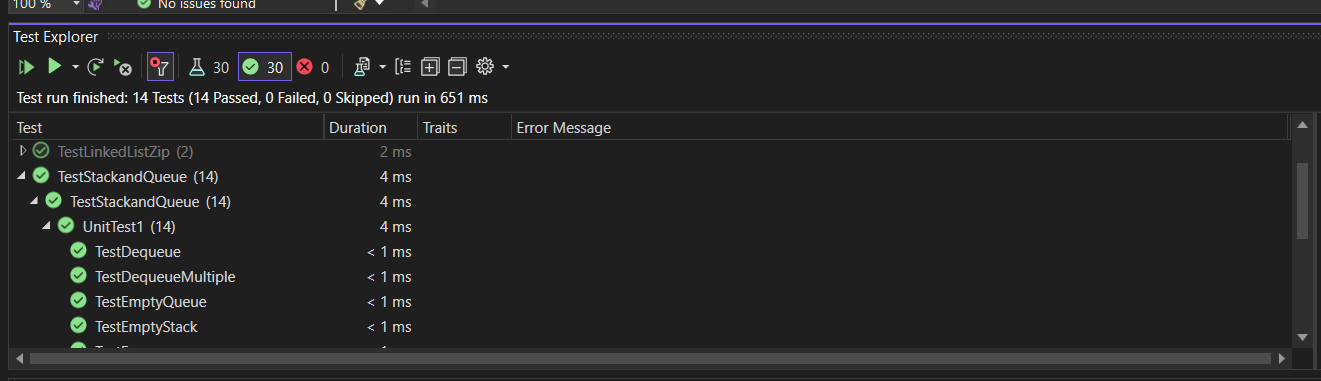 100 % No issues found
Test Explorer
30 30 0
Test run finished: 14 Tests (14 Passed, 0 Failed, 0 Skipped) run in 651 ms
Test Duration Traits Error Message
TestLinkedListZip (2) 2 ms
TestStackandQueue (14) 4 ms
TestStackandQueue (14) 4 ms
UnitTest1 (14) 4 ms
TestDequeue < 1 ms
TestDequeueMultiple < 1 ms
TestEmptyQueue < 1 ms
TestEmptyStack < 1 ms